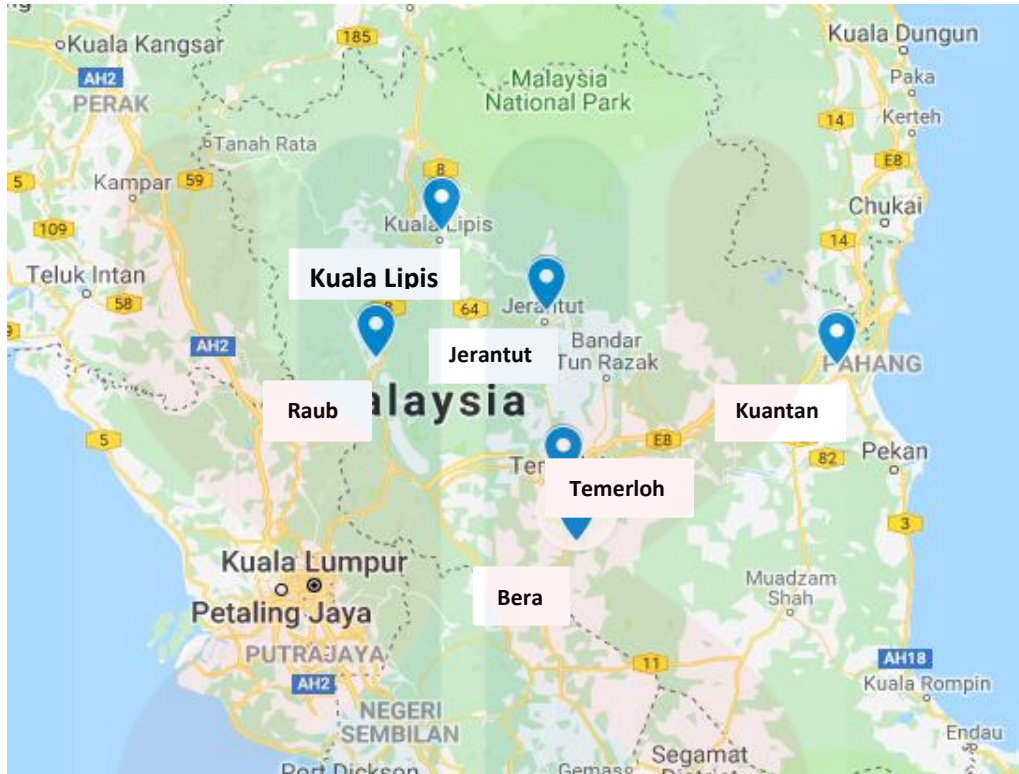 185
Kuala Dungun
Kuala Kangsar
AH2
PERAK
Malaysia
National Park
Paka
Kerteh
14
Tanah Rata
E8
8
5
Kampar
59
Chukai
Kuala Lipis
109
14
Teluk Intan
Kuala Lipis
58
8
64
Jerantut
AH2
Jerantut
Bandar
Tun Razak
PAHANG
Raub
alaysia
Kuantan
5
E8
Pekan
82
Temerloh
3
Kuala Lumpur
Bera
Muadzam
Shah
Petaling Jaya
PUTRAJAYA
11
AH18
AH2
Kuala Rompin
NEGERI
SEMBILAN
Endau
Segamat
Port Dickson